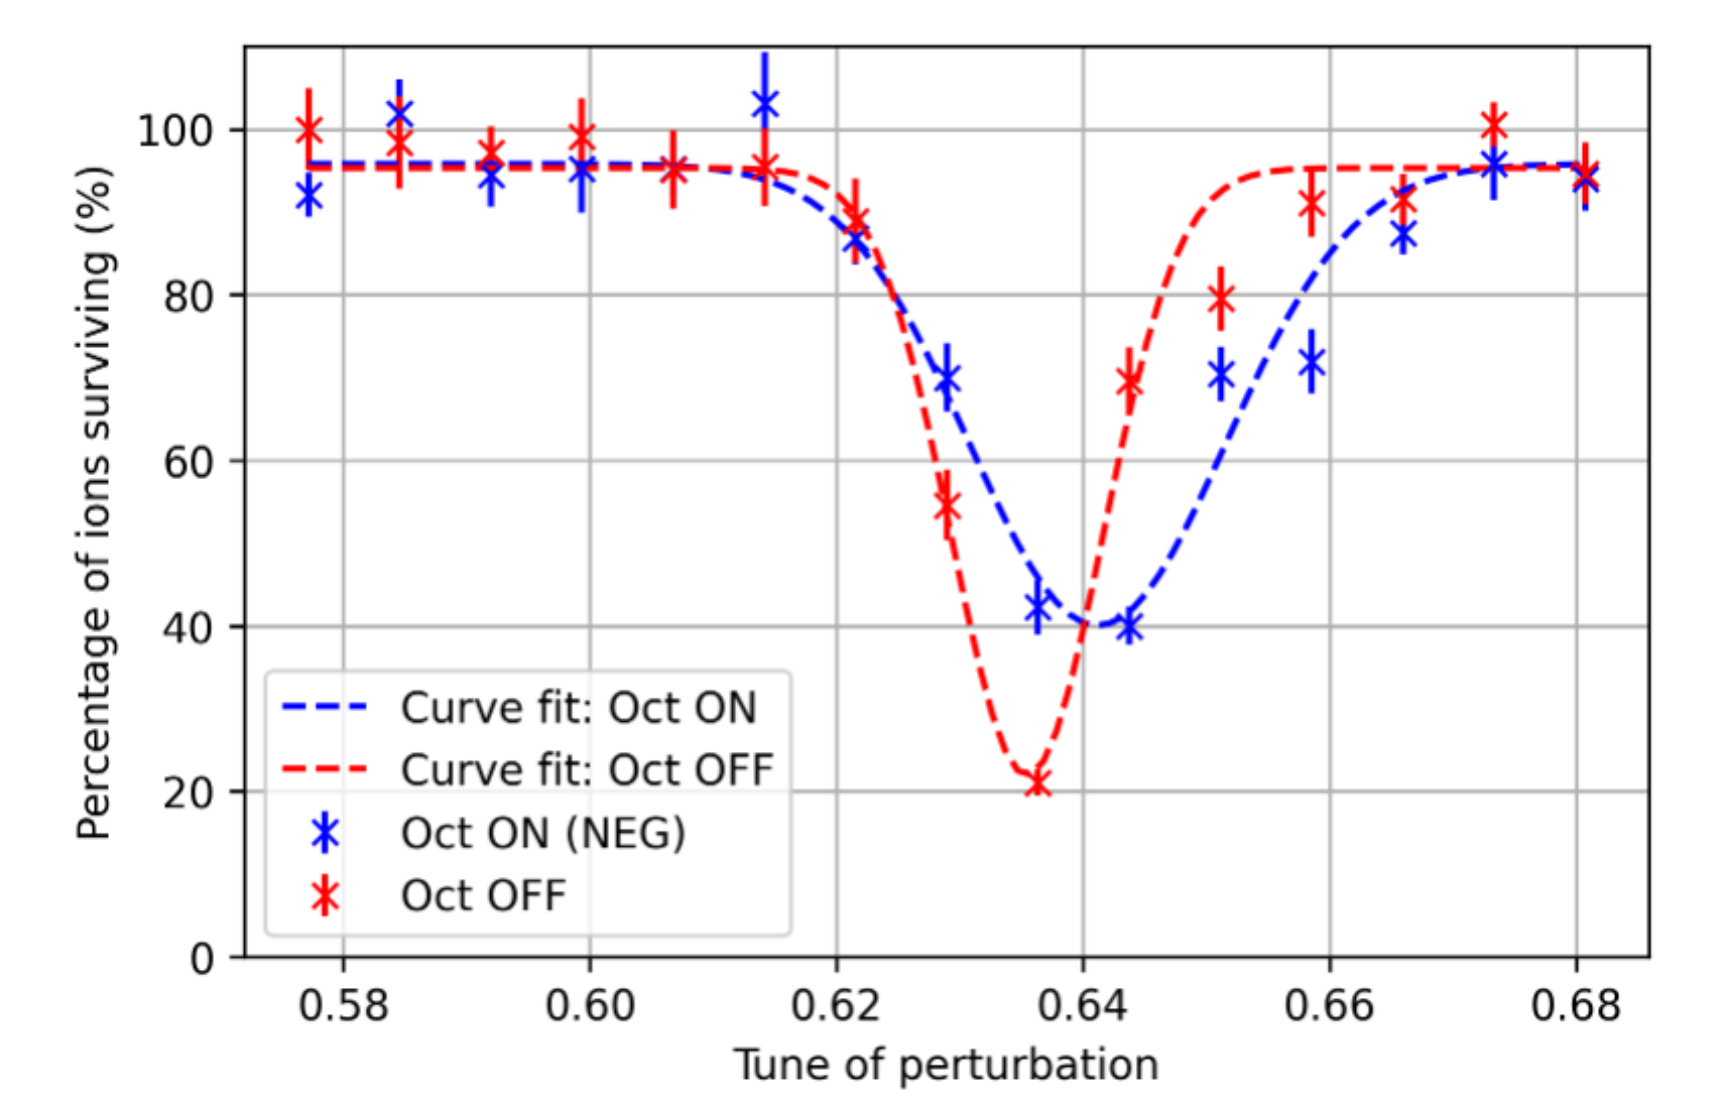 Percentage of ions surviving (%)
100
80
60
40
20
0
Curve fit: Oct ON
Curve fit: Oct OFF
Oct ON (NEG)
Oct OFF
0.58 0.60 0.62 0.64 0.66 0.68
Tune of perturbation